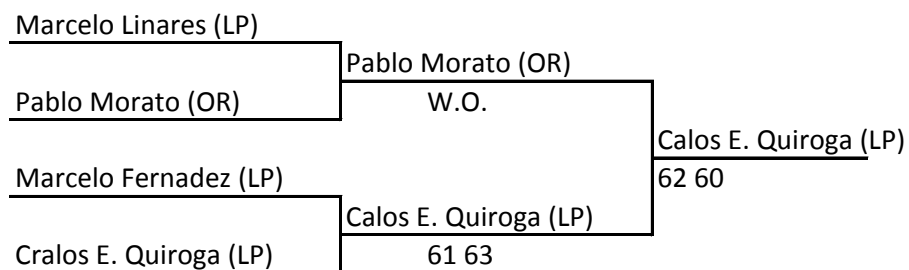 Marcelo Linares (LP)
Pablo Morato (OR)
Pablo Morato (OR)
W.O.
Calos E. Quiroga (LP)
Marcelo Fernadez (LP)
62 60
Calos E. Quiroga (LP)
Cralos E. Quiroga (LP)
61 63